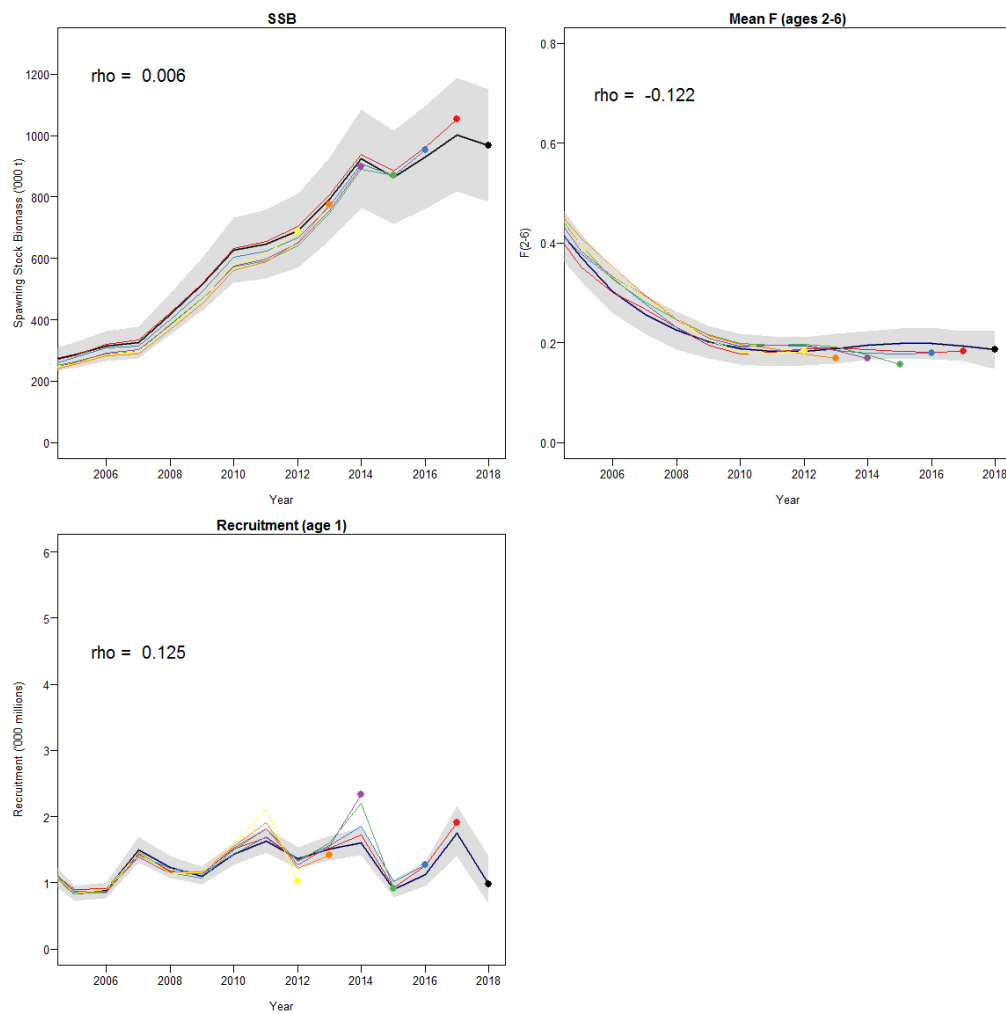 SSB
rho = 0.006
Spawning Stock Biomass ('000 t)
1200
1000
800
600
400
200
0
2006 2008 2010 2012 2014 2016 2018
Year
Mean F (ages 2-6)
rho = -0.122
F(2-6)
0.8
0.6
0.4
0.2
0.0
2006 2008 2010 2012 2014 2016 2018
Year
Recruitment (age 1)
rho = 0.125
Recruitment ('000 millions)
6
5
4
3
2
1
0
2006 2008 2010 2012 2014 2016 2018
Year